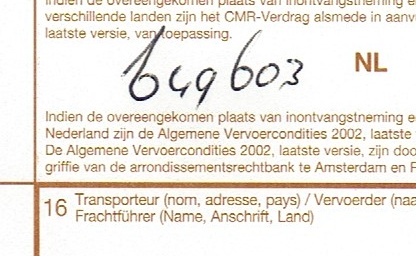 Indien de overeengekomen plaats van inontvangstneming e
verschillende landen zijn het CMR-Verdrag alsmede in aanv
laatste versie, van toepassing.
649603
NL
Indien de overeengekomen plaats van inontvangstneming e
Nederland zijn de Algemene Vervoercondities 2002, laatste
De Algemene Vervoercondities 2002, laatste versie, zijn doo
griffie van de arrondissementsrechtbank te Amsterdam en R
16 Transporteur (nom, adresse, pays) / Vervoerder (naa
Frachtführer (Name, Anschrift, Land)